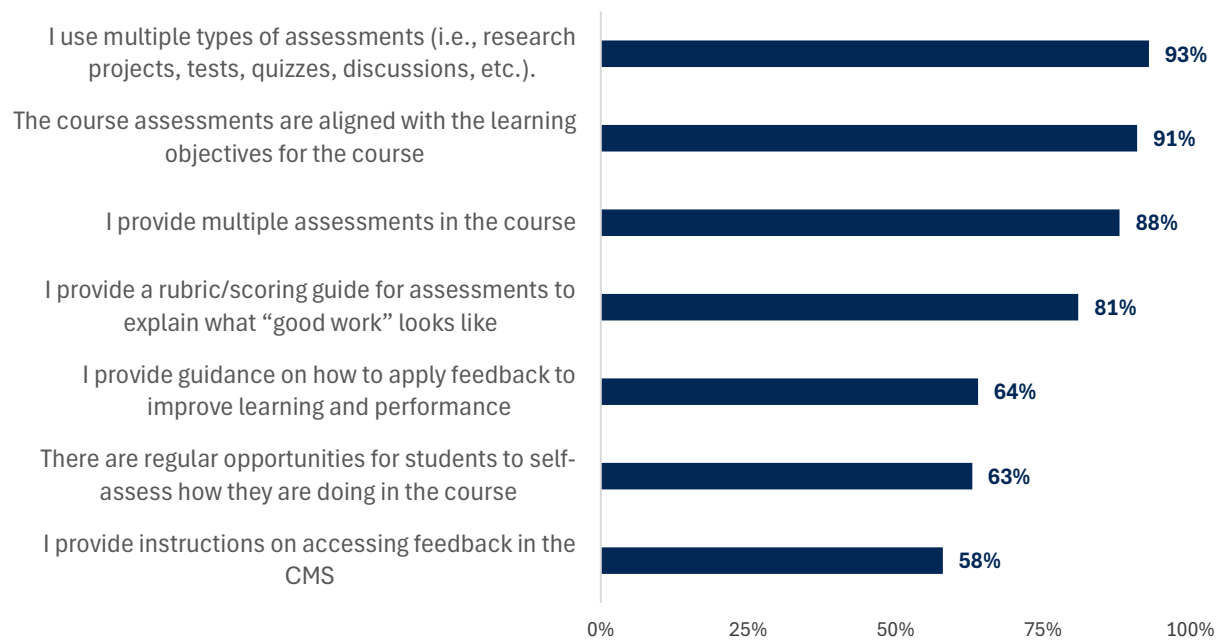 I use multiple types of assessments (i.e., research
projects, tests, quizzes, discussions, etc.).
93%
The course assessments are aligned with the learning
objectives for the course
91%
I provide multiple assessments in the course
88%
I provide a rubric/scoring guide for assessments to
explain what “good work” looks like
81%
I provide guidance on how to apply feedback to
improve learning and performance
64%
There are regular opportunities for students to self-
assess how they are doing in the course
63%
I provide instructions on accessing feedback in the
CMS
58%
0% 25% 50% 75% 100%